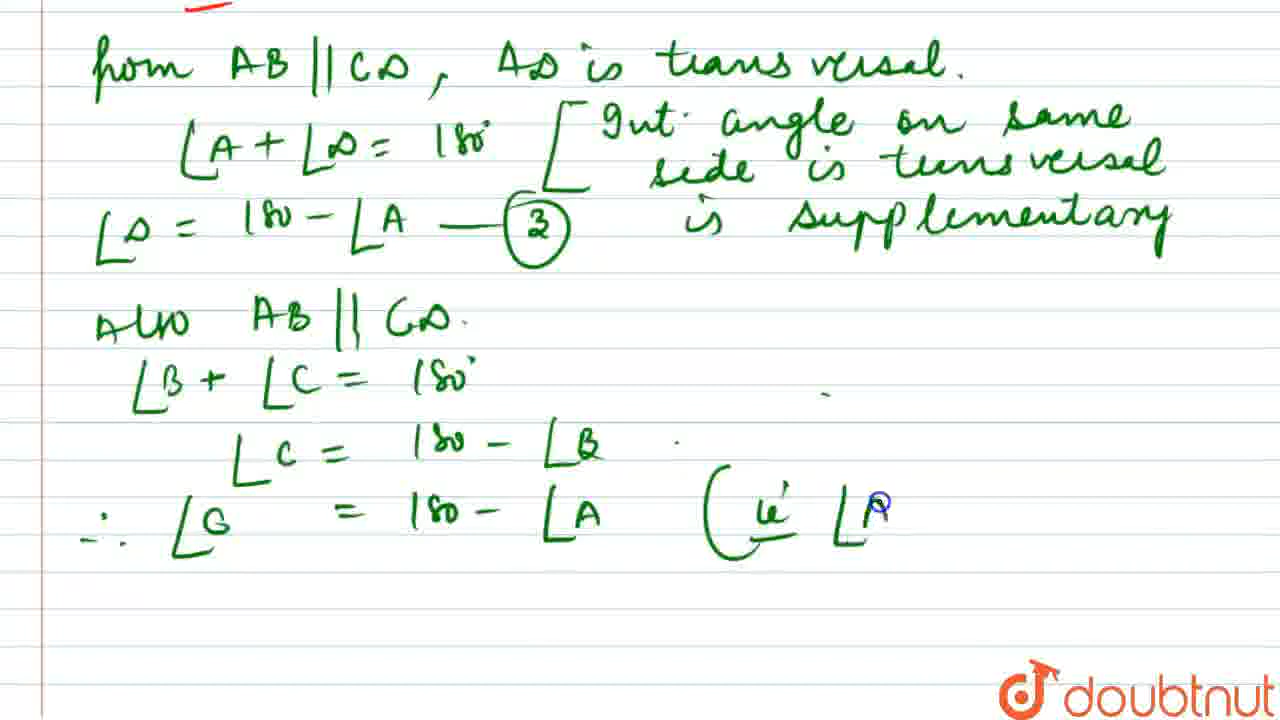 from AB || CD, AD is transversal.
∠A + ∠D = 180° [Int. angle on same
side is transversal
∠D = 180 - ∠A — 3 is supplementary
Also AB || CD.
∠B + ∠C = 180°
∠C = 180 - ∠B
∴ ∠C = 180 - ∠A ( ∠A
doubtnut